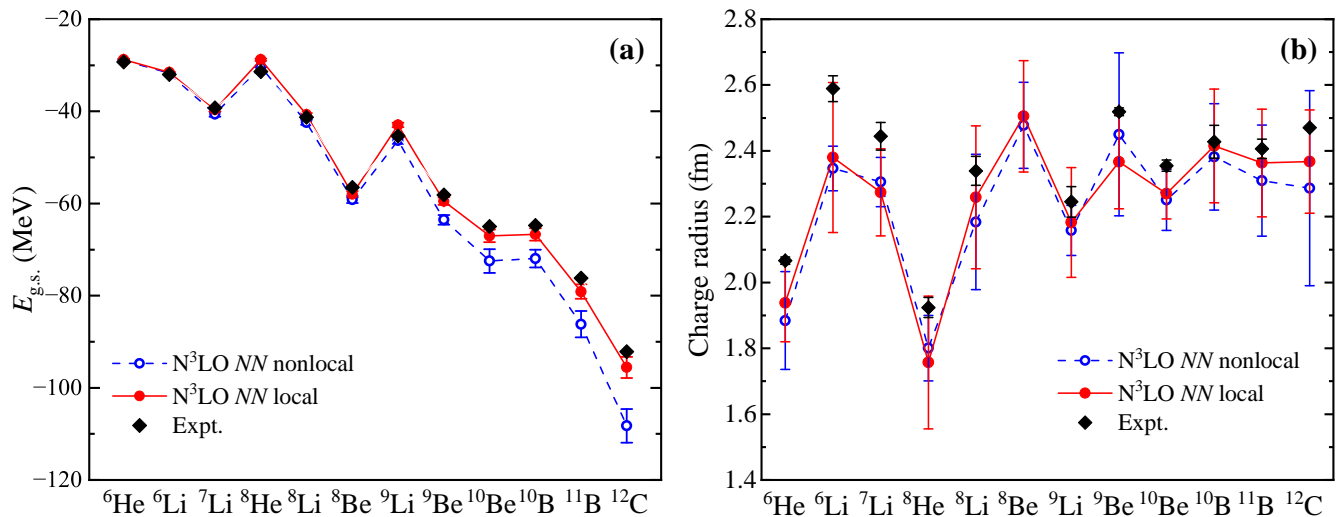 (a)
E_g.s. (MeV)
−20
−40
−60
−80
−100
−120
N³LO NN nonlocal
N³LO NN local
Expt.
⁶He ⁶Li ⁷Li ⁸He ⁸Li ⁸Be ⁹Li ⁹Be ¹⁰Be ¹⁰B ¹¹B ¹²C
(b)
Charge radius (fm)
2.8
2.6
2.4
2.2
2.0
1.8
1.6
1.4
N³LO NN nonlocal
N³LO NN local
Expt.
⁶He ⁶Li ⁷Li ⁸He ⁸Li ⁸Be ⁹Li ⁹Be ¹⁰Be ¹⁰B ¹¹B ¹²C